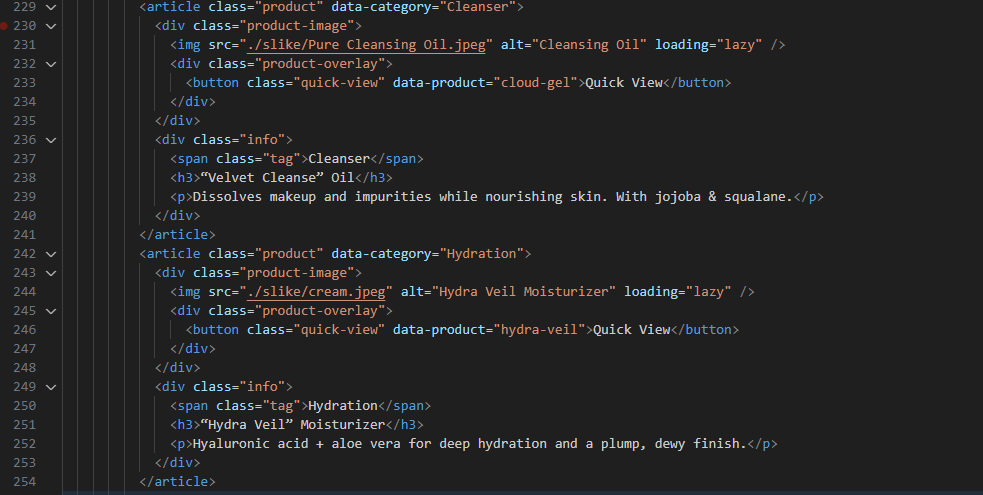 229 <article class="product" data-category="Cleanser">
230 <div class="product-image">
231 <img src="./slike/Pure Cleansing Oil.jpeg" alt="Cleansing Oil" loading="lazy" />
232 <div class="product-overlay">
233 <button class="quick-view" data-product="cloud-gel">Quick View</button>
234 </div>
235 </div>
236 <div class="info">
237 <span class="tag">Cleanser</span>
238 <h3>“Velvet Cleanse” Oil</h3>
239 <p>Dissolves makeup and impurities while nourishing skin. With jojoba & squalane.</p>
240 </div>
241 </article>
242 <article class="product" data-category="Hydration">
243 <div class="product-image">
244 <img src="./slike/cream.jpeg" alt="Hydra Veil Moisturizer" loading="lazy" />
245 <div class="product-overlay">
246 <button class="quick-view" data-product="hydra-veil">Quick View</button>
247 </div>
248 </div>
249 <div class="info">
250 <span class="tag">Hydration</span>
251 <h3>“Hydra Veil” Moisturizer</h3>
252 <p>Hyaluronic acid + aloe vera for deep hydration and a plump, dewy finish.</p>
253 </div>
254 </article>